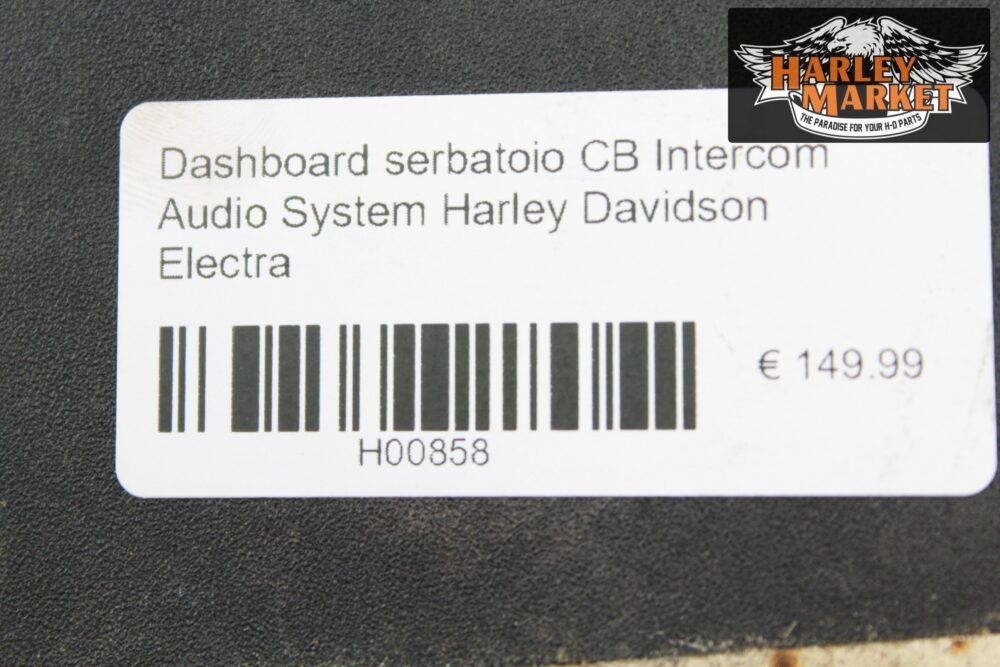 HARLEY
MARKET
THE PARADISE FOR YOUR H-D PARTS
Dashboard serbatoio CB Intercom
Audio System Harley Davidson
Electra
€ 149.99
H00858